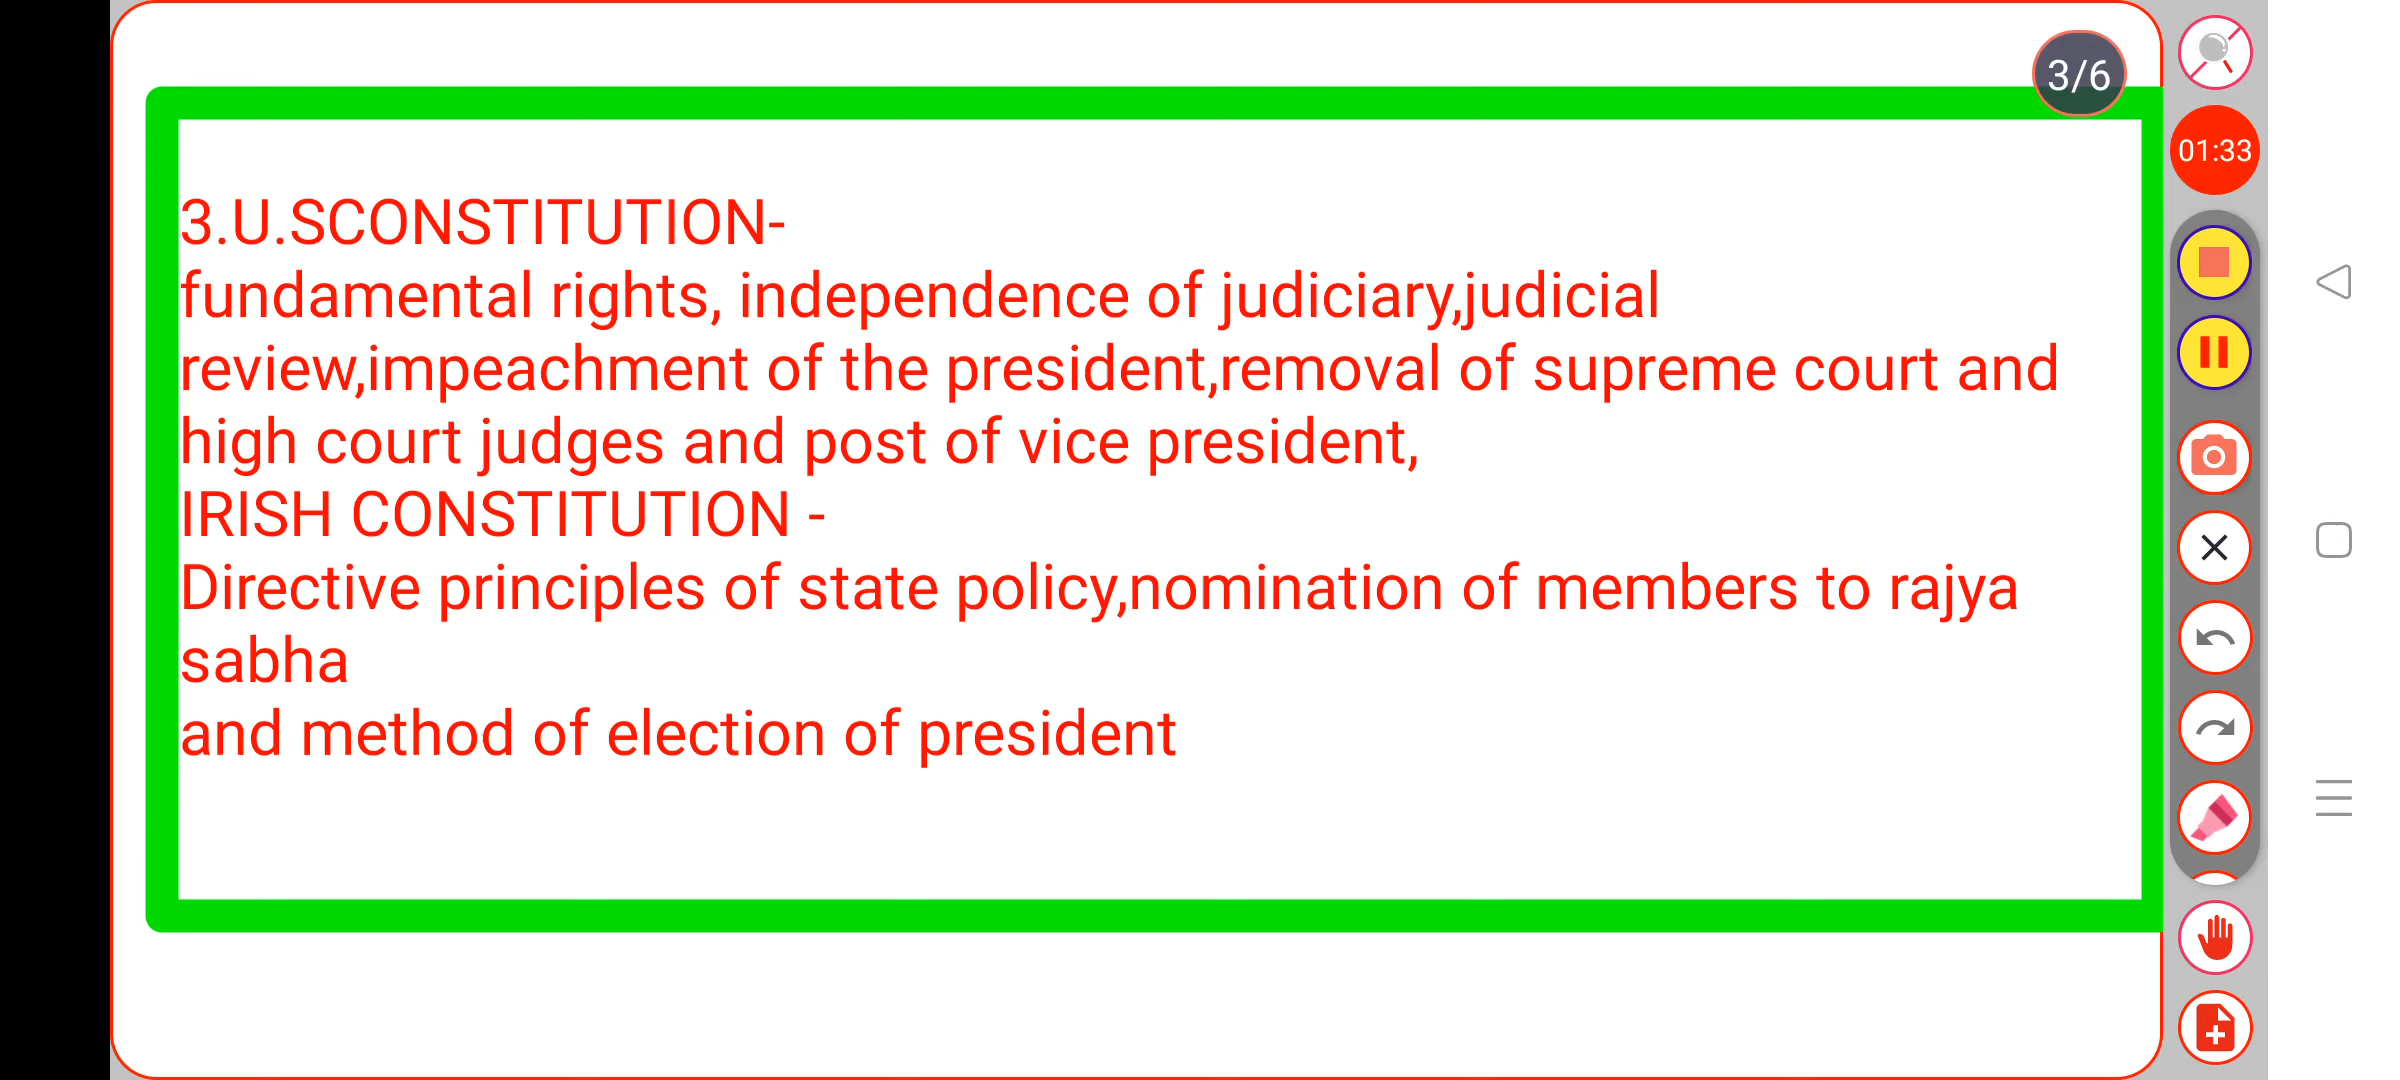 3/6
01:33
3.U.SCONSTITUTION-
fundamental rights, independence of judiciary,judicial
review,impeachment of the president,removal of supreme court and
high court judges and post of vice president,
IRISH CONSTITUTION -
Directive principles of state policy,nomination of members to rajya
sabha
and method of election of president